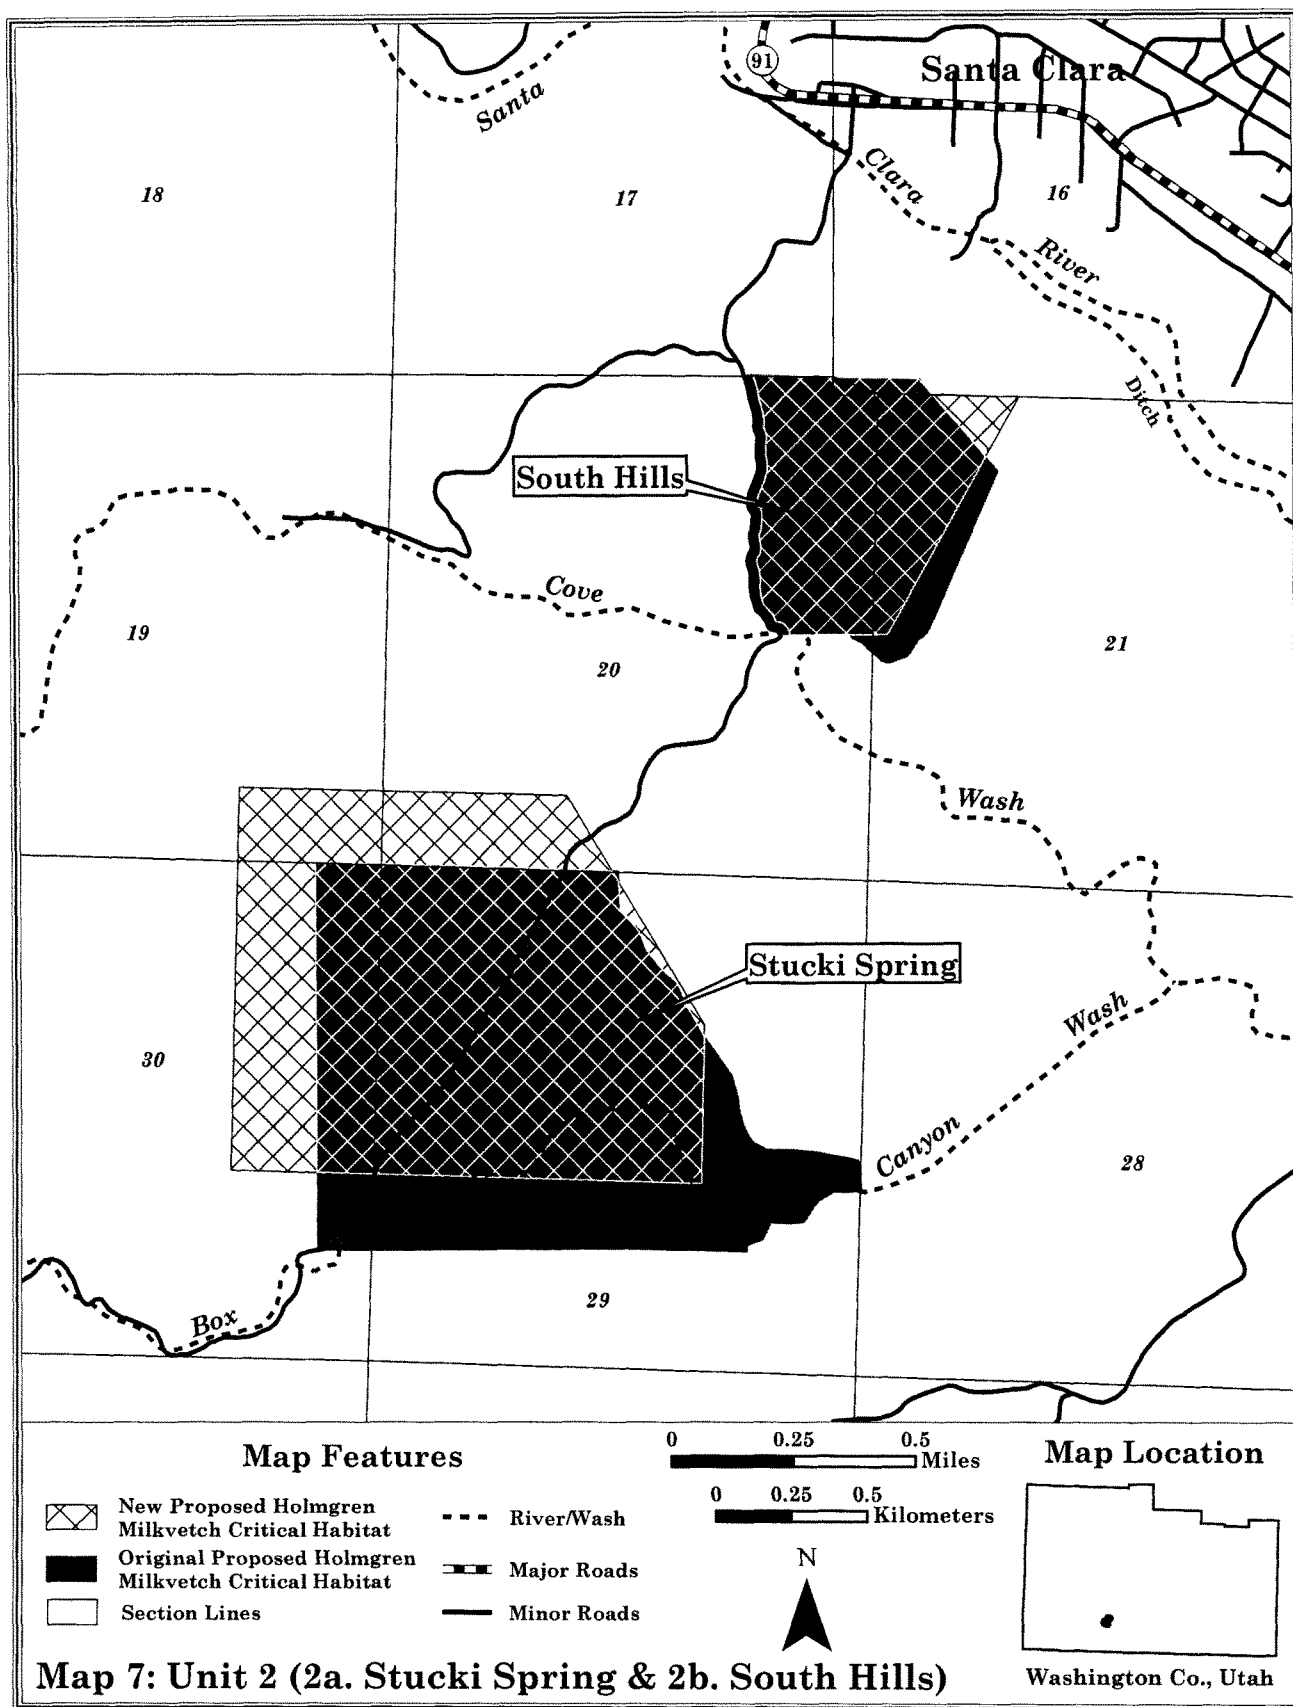 91
Santa Clara
Santa
Clara
18
17
16
River
Ditch
South Hills
Cove
19
20
21
Wash
Stucki Spring
Wash
30
Canyon
28
29
Box
Map Features
New Proposed Holmgren
Milkvetch Critical Habitat
Original Proposed Holmgren
Milkvetch Critical Habitat
Section Lines
River/Wash
Major Roads
Minor Roads
0 0.25 0.5
Miles
0 0.25 0.5
Kilometers
N
Map Location
Washington Co., Utah
Map 7: Unit 2 (2a. Stucki Spring & 2b. South Hills)